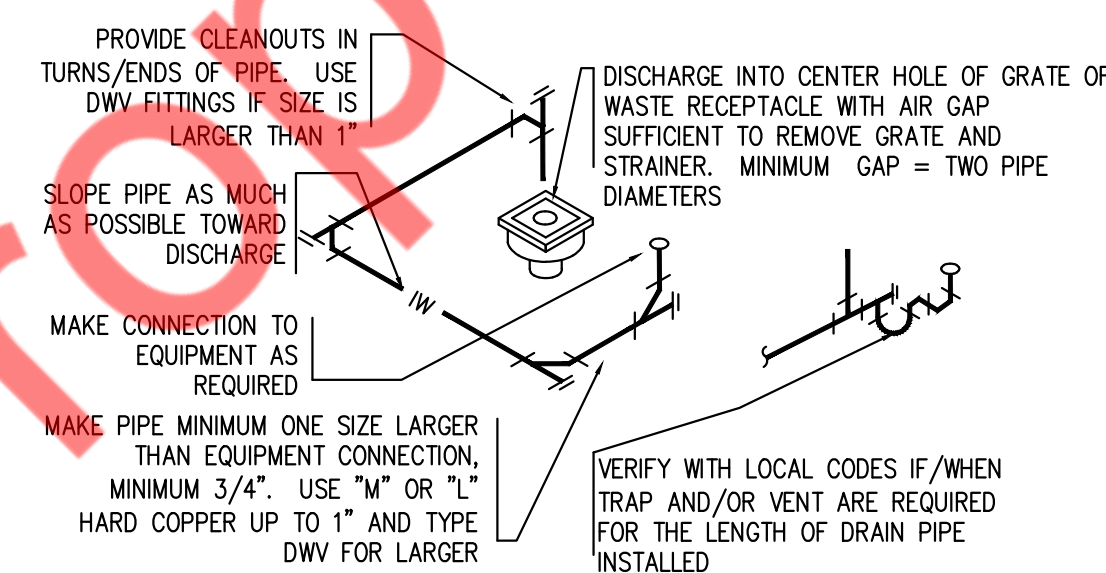 PROVIDE CLEANOUTS IN
TURNS/ENDS OF PIPE. USE
DWV FITTINGS IF SIZE IS
LARGER THAN 1"
DISCHARGE INTO CENTER HOLE OF GRATE OF
WASTE RECEPTACLE WITH AIR GAP
SUFFICIENT TO REMOVE GRATE AND
STRAINER. MINIMUM GAP = TWO PIPE
DIAMETERS
SLOPE PIPE AS MUCH
AS POSSIBLE TOWARD
DISCHARGE
IW
MAKE CONNECTION TO
EQUIPMENT AS
REQUIRED
MAKE PIPE MINIMUM ONE SIZE LARGER
THAN EQUIPMENT CONNECTION,
MINIMUM 3/4". USE "M" OR "L"
HARD COPPER UP TO 1" AND TYPE
DWV FOR LARGER
VERIFY WITH LOCAL CODES IF/WHEN
TRAP AND/OR VENT ARE REQUIRED
FOR THE LENGTH OF DRAIN PIPE
INSTALLED
rop